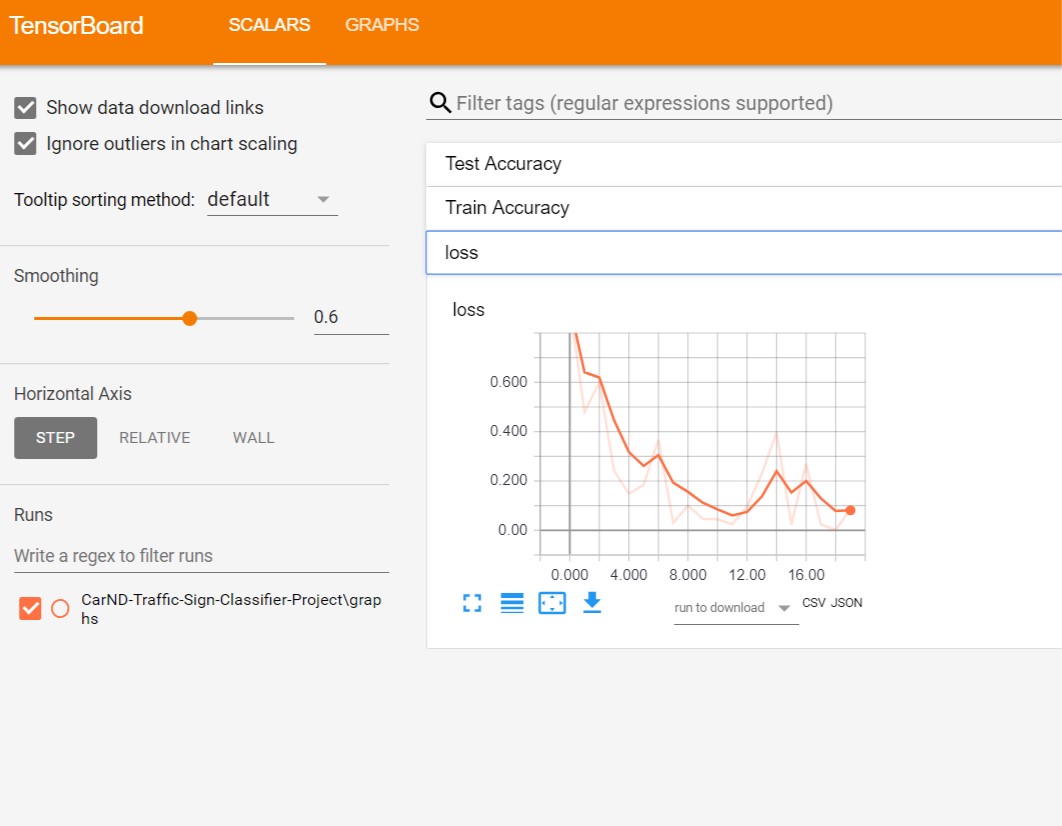 TensorBoard SCALARS GRAPHS
Show data download links
Ignore outliers in chart scaling
Tooltip sorting method: default
Smoothing
0.6
Horizontal Axis
STEP RELATIVE WALL
Runs
Write a regex to filter runs
CarND-Traffic-Sign-Classifier-Project\grap
hs
Filter tags (regular expressions supported)
Test Accuracy
Train Accuracy
loss
loss
0.600
0.400
0.200
0.00
0.000 4.000 8.000 12.00 16.00
run to download CSV JSON